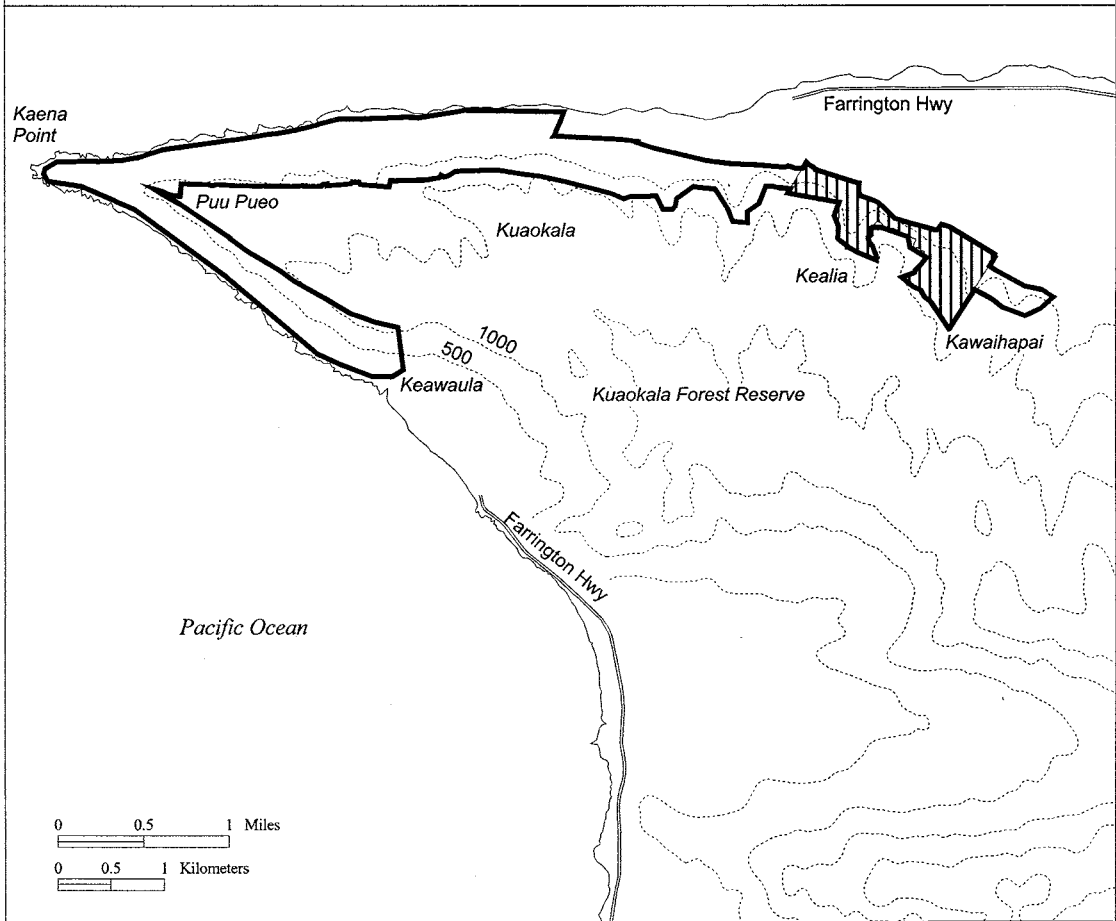 Kaena
Point
Farrington Hwy
Puu Pueo
Kuaokala
Kealia
Kawaihapai
1000
500
Keawaula
Kuaokala Forest Reserve
Farrington Hwy
Pacific Ocean
0 0.5 1 Miles
0 0.5 1 Kilometers